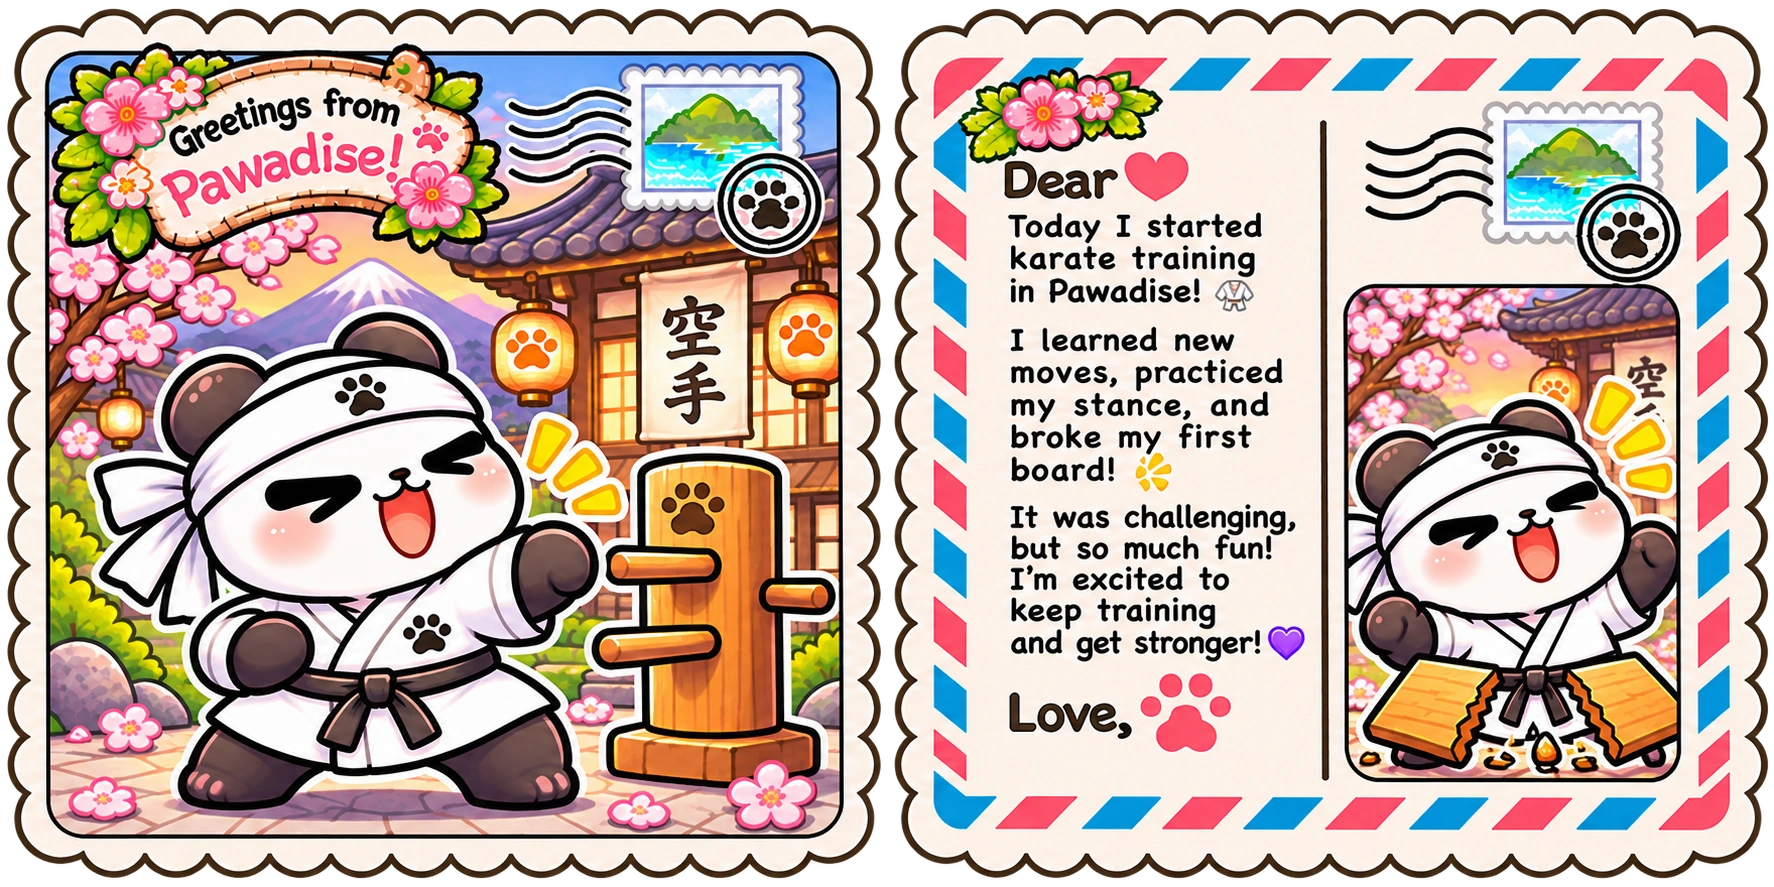 Greetings from
Pawadise!
空
手
Dear
Today I started
karate training
in Pawadise!
I learned new
moves, practiced
my stance, and
broke my first
board!
It was challenging,
but so much fun!
I'm excited to
keep training
and get stronger!
Love,
空